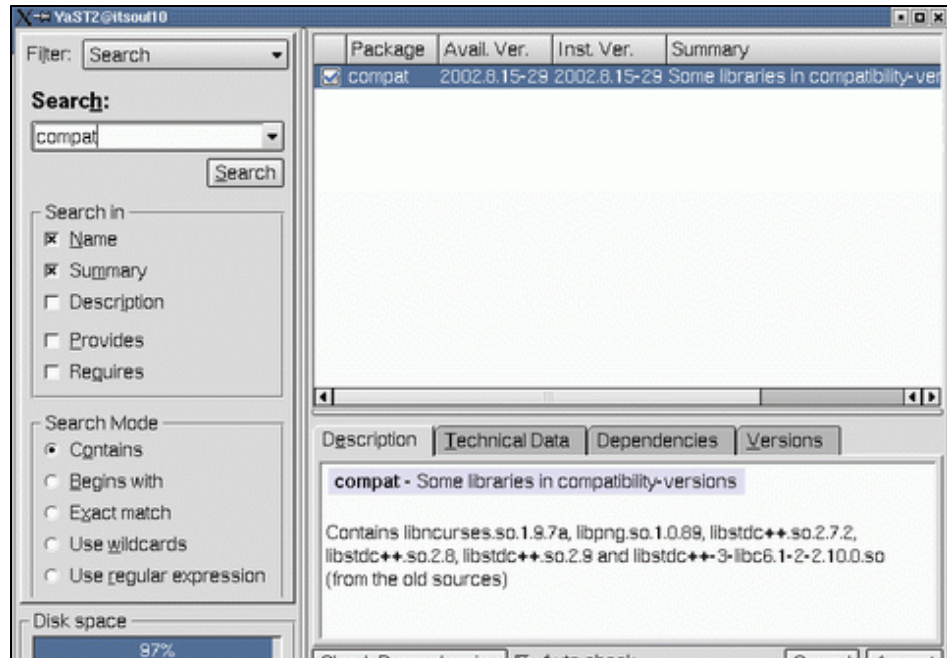 YaST2@itsoul10
Filter: Search
Search:
compat
Search
Search in
Name
Summary
Description
Provides
Requires
Search Mode
Contains
Begins with
Exact match
Use wildcards
Use regular expression
Disk space
97%
Package Avail. Ver. Inst. Ver. Summary
compat 2002.8.15-29 2002.8.15-29 Some libraries in compatibility-ver
Description Technical Data Dependencies Versions
compat - Some libraries in compatibility-versions
Contains libncurses.so.1.9.7a, libpng.so.1.0.89, libstdc++.so.2.7.2,
libstdc++.so.2.8, libstdc++.so.2.9 and libstdc++-3-libc6.1-2-2.10.0.so
(from the old sources)